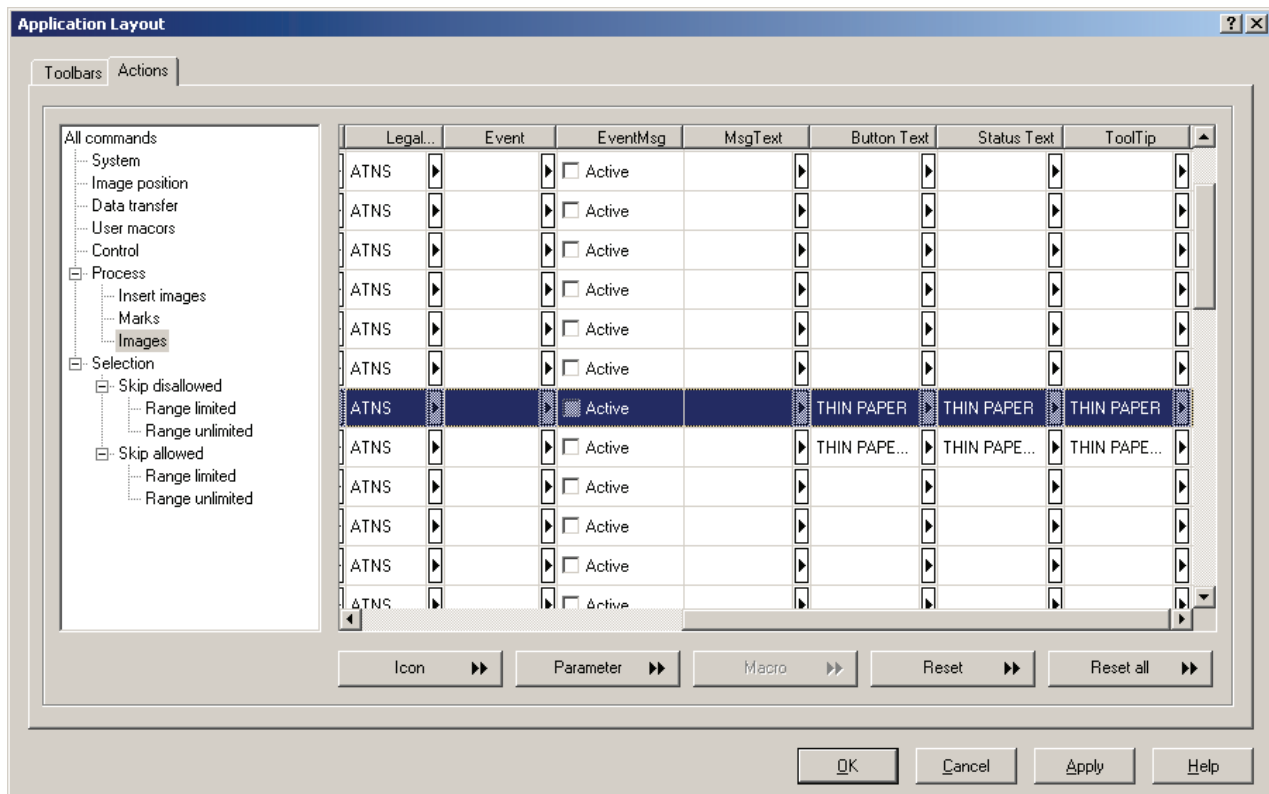 Application Layout
Toolbars Actions
All commands
System
Image position
Data transfer
User macors
Control
Process
Insert images
Marks
Images
Selection
Skip disallowed
Range limited
Range unlimited
Skip allowed
Range limited
Range unlimited
Legal... Event EventMsg MsgText Button Text Status Text ToolTip
ATNS Active
ATNS Active
ATNS Active
ATNS Active
ATNS Active
ATNS Active
ATNS Active THIN PAPER THIN PAPER THIN PAPER
ATNS Active THIN PAPE... THIN PAPE... THIN PAPE...
ATNS Active
ATNS Active
ATNS Active
ATNS Active
Icon Parameter Macro Reset Reset all
OK Cancel Apply Help